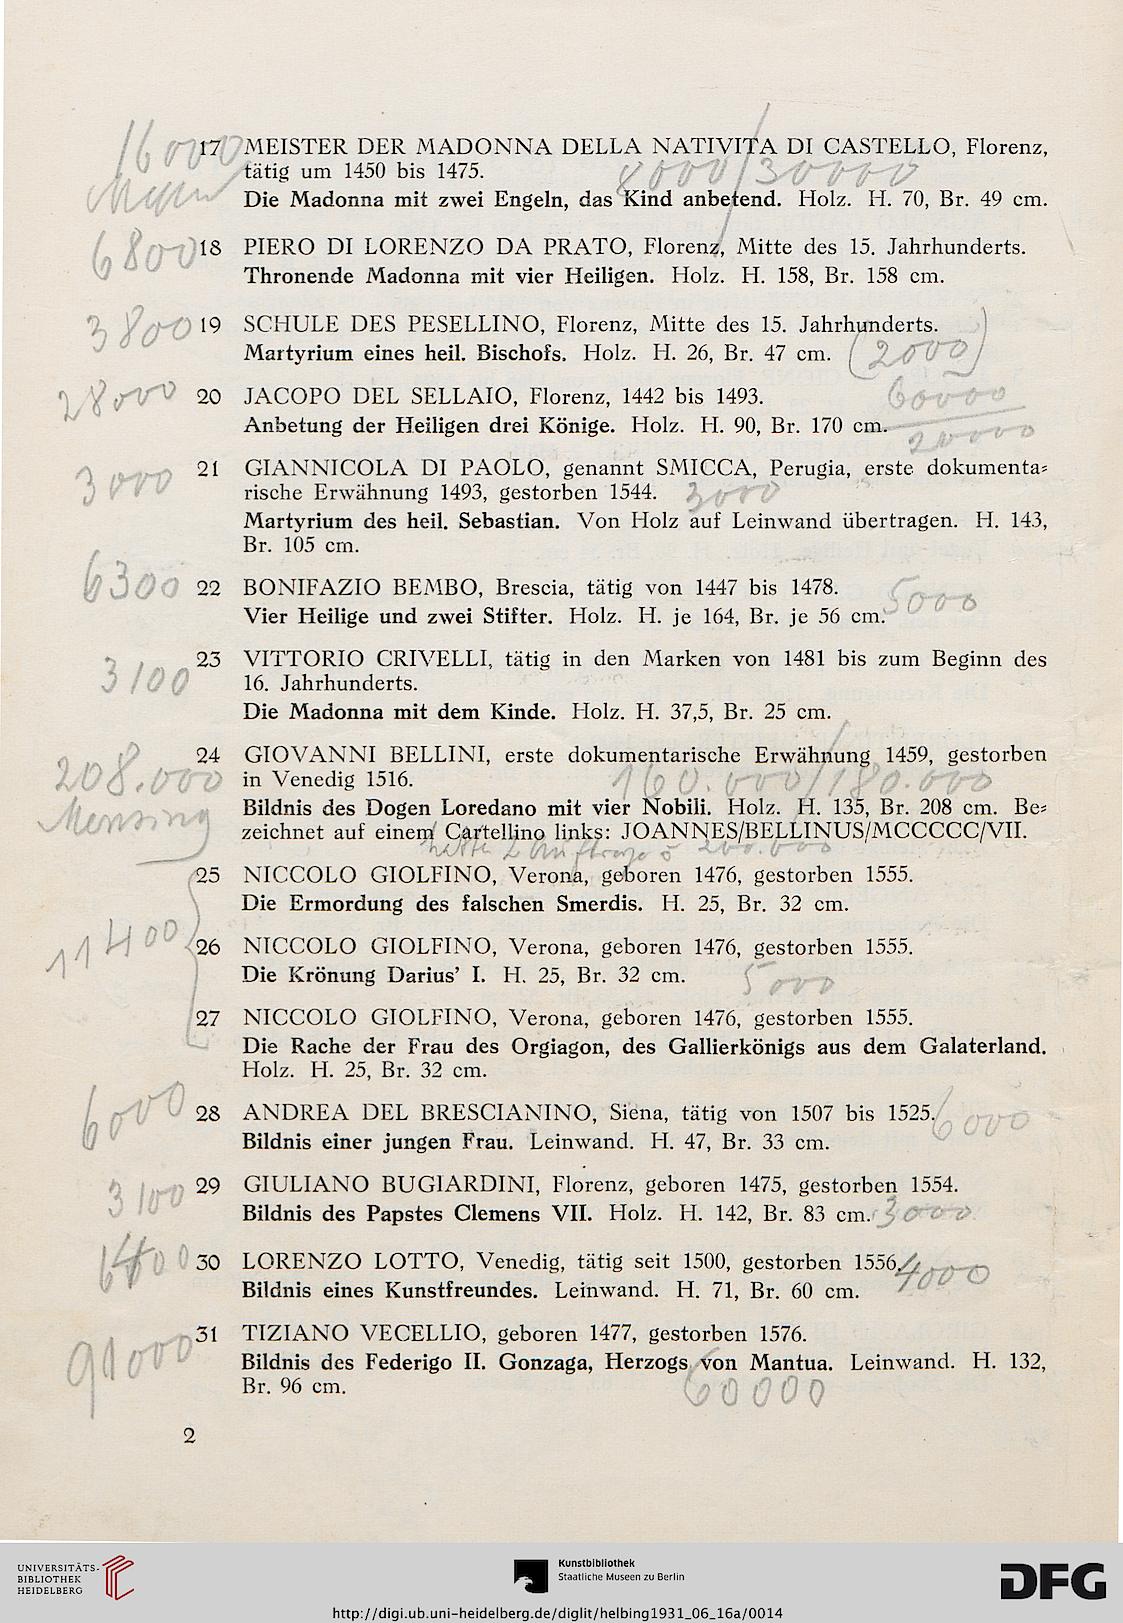 16000 17 MEISTER DER MADONNA DELLA NATIVITA DI CASTELLO, Florenz,
tätig um 1450 bis 1475. 8000/30000
Die Madonna mit zwei Engeln, das Kind anbetend. Holz. H. 70, Br. 49 cm.
6800 18 PIERO DI LORENZO DA PRATO, Florenz, Mitte des 15. Jahrhunderts.
Thronende Madonna mit vier Heiligen. Holz. H. 158, Br. 158 cm.
3800 19 SCHULE DES PESELLINO, Florenz, Mitte des 15. Jahrhunderts.
Martyrium eines heil. Bischofs. Holz. H. 26, Br. 47 cm. (2000)
28000 20 JACOPO DEL SELLAIO, Florenz, 1442 bis 1493. 60000
Anbetung der Heiligen drei Könige. Holz. H. 90, Br. 170 cm. 20000
3000 21 GIANNICOLA DI PAOLO, genannt SMICCA, Perugia, erste dokumenta=
rische Erwähnung 1493, gestorben 1544. 3000
Martyrium des heil. Sebastian. Von Holz auf Leinwand übertragen. H. 143,
Br. 105 cm.
6300 22 BONIFAZIO BEMBO, Brescia, tätig von 1447 bis 1478.
Vier Heilige und zwei Stifter. Holz. H. je 164, Br. je 56 cm. 5000
3100 23 VITTORIO CRIVELLI, tätig in den Marken von 1481 bis zum Beginn des
16. Jahrhunderts.
Die Madonna mit dem Kinde. Holz. H. 37,5, Br. 25 cm.
24 GIOVANNI BELLINI, erste dokumentarische Erwähnung 1459, gestorben
208.000 in Venedig 1516. 160.000/180.000
Mensing Bildnis des Dogen Loredano mit vier Nobili. Holz. H. 135, Br. 208 cm. Be=
zeichnet auf einem Cartellino links: JOANNES/BELLINUS/MCCCCC/VII.
hatte 2 Aufträge à 200.000
25 NICCOLO GIOLFINO, Verona, geboren 1476, gestorben 1555.
Die Ermordung des falschen Smerdis. H. 25, Br. 32 cm.
11400 26 NICCOLO GIOLFINO, Verona, geboren 1476, gestorben 1555.
Die Krönung Darius' I. H. 25, Br. 32 cm. 5000
27 NICCOLO GIOLFINO, Verona, geboren 1476, gestorben 1555.
Die Rache der Frau des Orgiagon, des Gallierkönigs aus dem Galaterland.
Holz. H. 25, Br. 32 cm.
6000 28 ANDREA DEL BRESCIANINO, Siena, tätig von 1507 bis 1525. 6000
Bildnis einer jungen Frau. Leinwand. H. 47, Br. 33 cm.
3100 29 GIULIANO BUGIARDINI, Florenz, geboren 1475, gestorben 1554.
Bildnis des Papstes Clemens VII. Holz. H. 142, Br. 83 cm. 3000
30 LORENZO LOTTO, Venedig, tätig seit 1500, gestorben 1556. 4000
Bildnis eines Kunstfreundes. Leinwand. H. 71, Br. 60 cm.
91000 31 TIZIANO VECELLIO, geboren 1477, gestorben 1576.
Bildnis des Federigo II. Gonzaga, Herzogs von Mantua. Leinwand. H. 132,
Br. 96 cm. 60000
2
UNIVERSITÄTS-
BIBLIOTHEK
HEIDELBERG
Kunstbibliothek
Staatliche Museen zu Berlin
DFG
http://digi.ub.uni-heidelberg.de/diglit/helbing1931_06_16a/0014